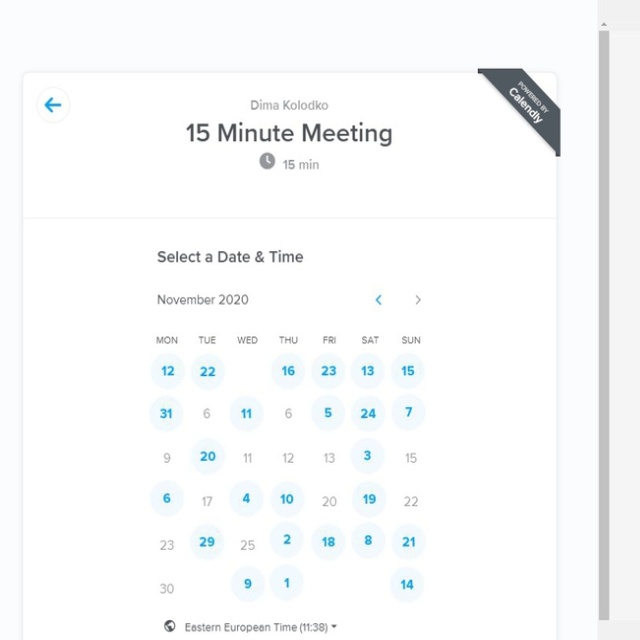 POWERED BY
Calendly
Dima Kolodko
15 Minute Meeting
15 min
Select a Date & Time
November 2020
MON TUE WED THU FRI SAT SUN
12 22 16 23 13 15
31 6 11 6 5 24 7
9 20 11 12 13 3 15
6 17 4 10 20 19 22
23 29 25 2 18 8 21
30 9 1 14
Eastern European Time (11:38)